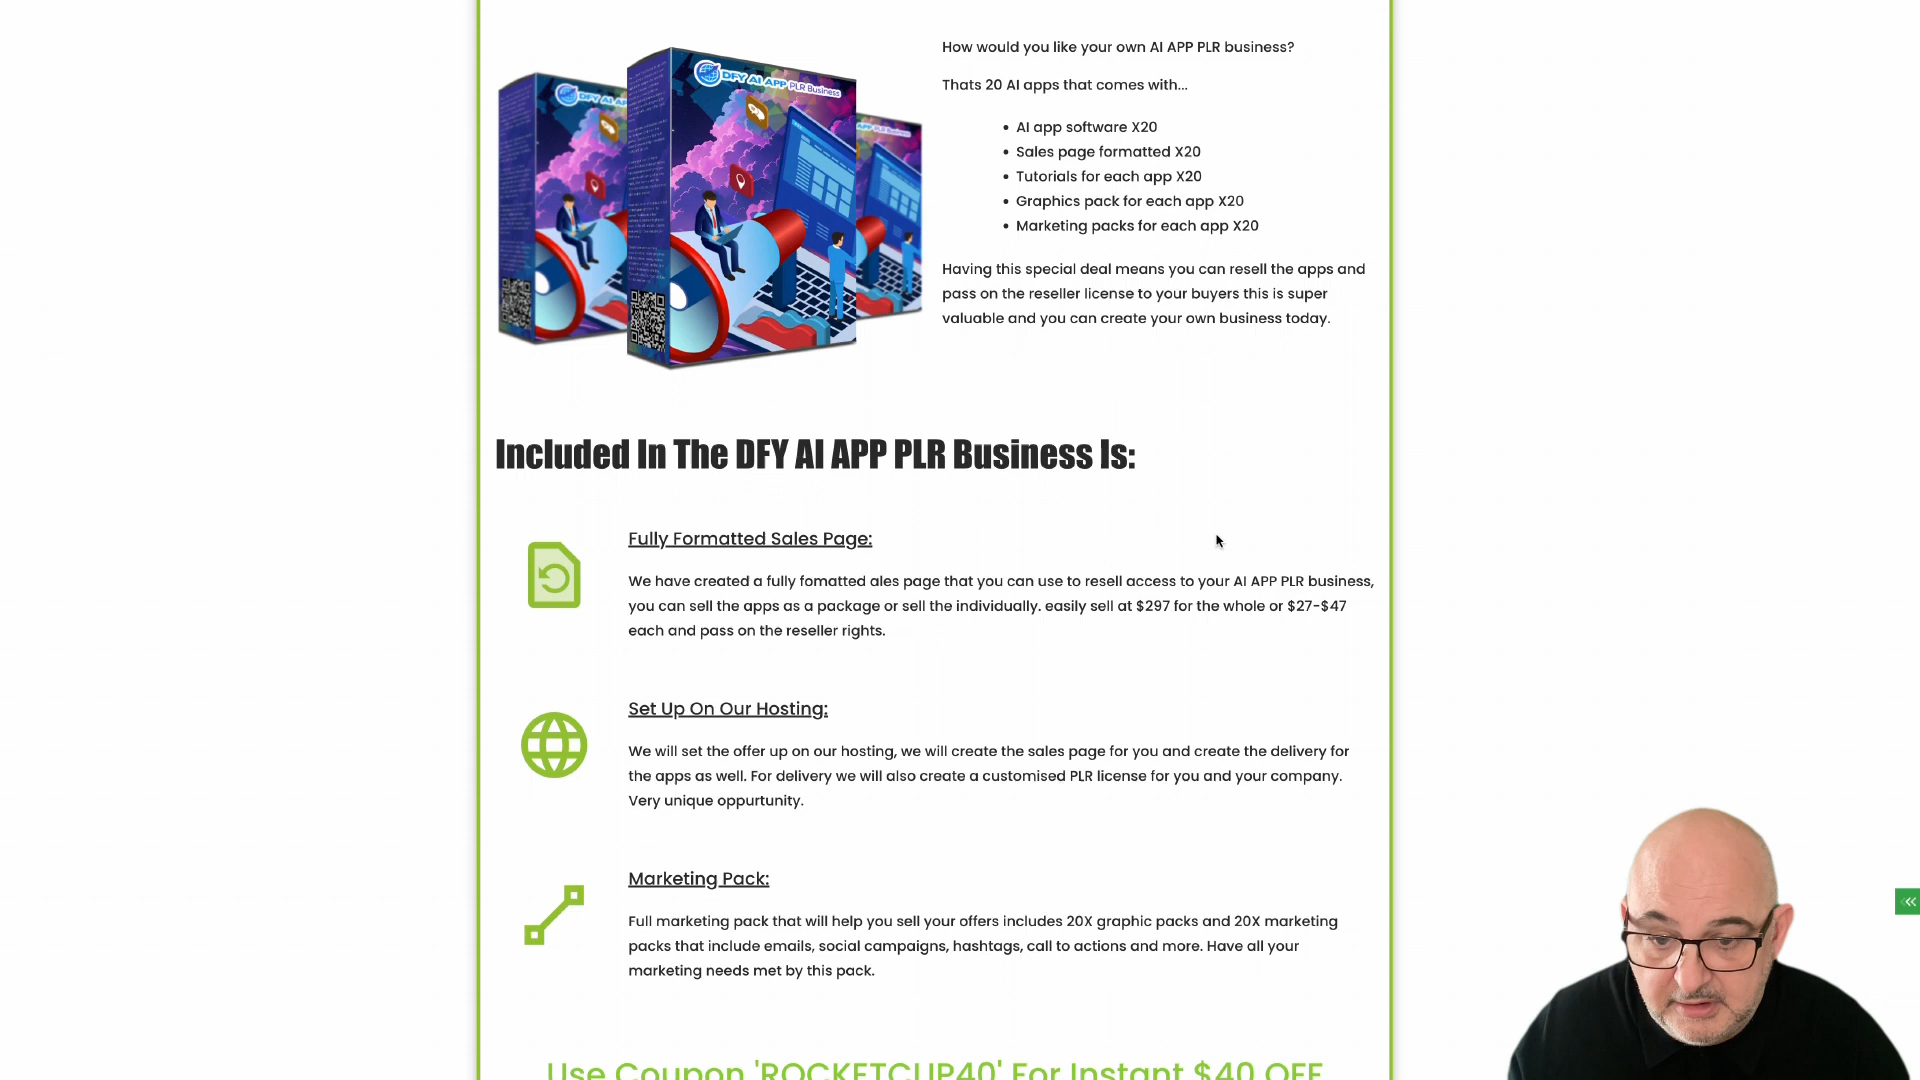 DFY AI APP PLR Business
How would you like your own AI APP PLR business?
Thats 20 AI apps that comes with...
• AI app software X20
• Sales page formatted X20
• Tutorials for each app X20
• Graphics pack for each app X20
• Marketing packs for each app X20
Having this special deal means you can resell the apps and
pass on the reseller license to your buyers this is super
valuable and you can create your own business today.
Included In The DFY AI APP PLR Business Is:
Fully Formatted Sales Page:
We have created a fully fomatted ales page that you can use to resell access to your AI APP PLR business,
you can sell the apps as a package or sell the individually. easily sell at $297 for the whole or $27-$47
each and pass on the reseller rights.
Set Up On Our Hosting:
We will set the offer up on our hosting, we will create the sales page for you and create the delivery for
the apps as well. For delivery we will also create a customised PLR license for you and your company.
Very unique oppurtunity.
Marketing Pack:
Full marketing pack that will help you sell your offers includes 20X graphic packs and 20X marketing
packs that include emails, social campaigns, hashtags, call to actions and more. Have all your
marketing needs met by this pack.
Use Coupon 'ROCKETCLIP40' For Instant $40 OFF